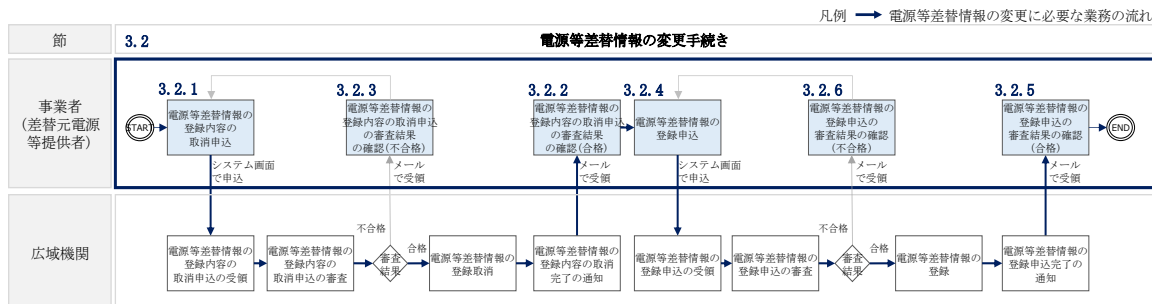 凡例 電源等差替情報の変更に必要な業務の流れ
節
3.2
電源等差替情報の変更手続き
事業者
(差替元電源
等提供者)
START
3.2.1
電源等差替情報の
登録内容の
取消申込
3.2.3
電源等差替情報の
登録内容の取消申込
の審査結果
の確認(不合格)
3.2.2
電源等差替情報の
登録内容の取消申込
の審査結果
の確認(合格)
3.2.4
電源等差替情報の
登録申込
3.2.6
電源等差替情報の
登録申込の
審査結果の確認
(不合格)
3.2.5
電源等差替情報の
登録申込の
審査結果の確認
(合格)
END
システム画面
で申込
メール
で受領
メール
で受領
システム画面
で申込
メール
で受領
メール
で受領
広域機関
電源等差替情報の
登録内容の
取消申込の受領
電源等差替情報の
登録内容の
取消申込の審査
不合格
審査
結果
合格
電源等差替情報の
登録取消
電源等差替情報の
登録内容の取消
完了の通知
電源等差替情報の
登録申込の受領
電源等差替情報の
登録申込の審査
不合格
審査
結果
合格
電源等差替情報の
登録
電源等差替情報の
登録申込完了の
通知